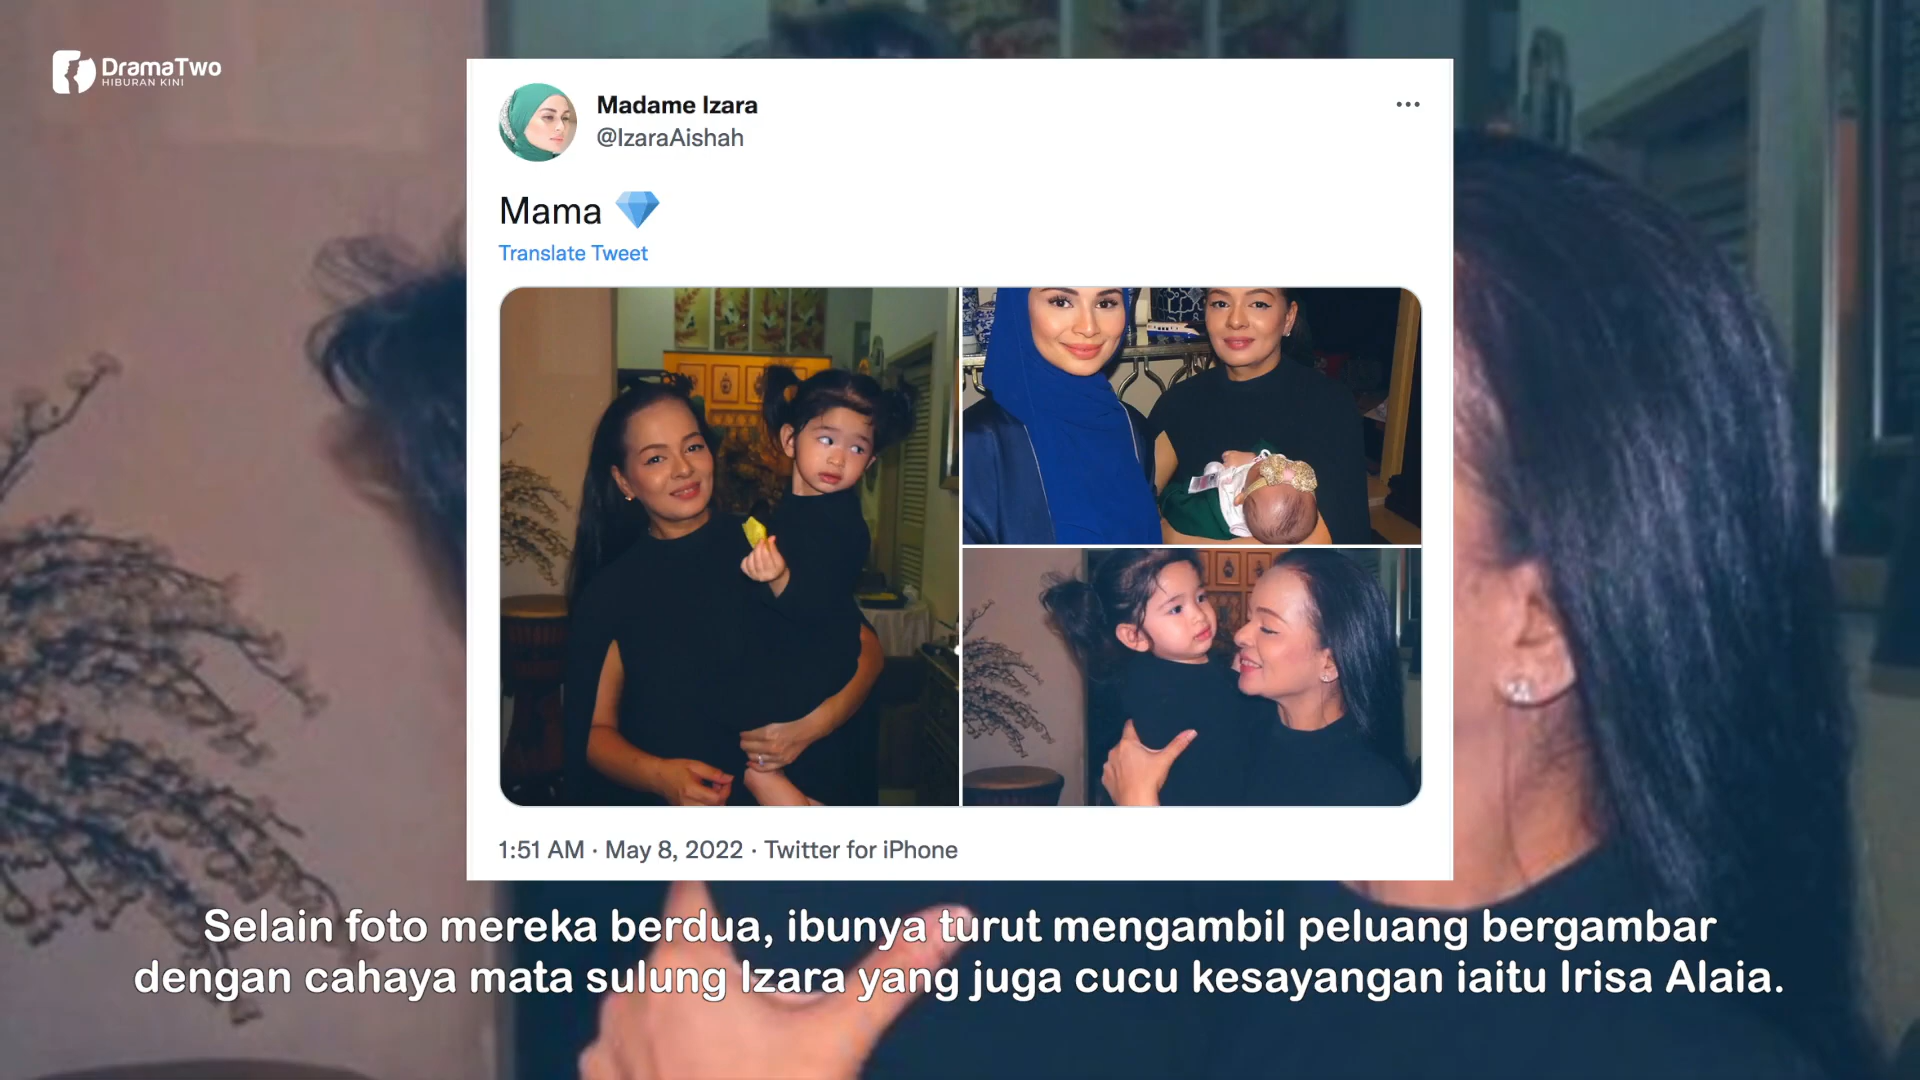 DramaTwo
HIBURAN KINI
Madame Izara
@IzaraAishah
Mama 💎
Translate Tweet
1:51 AM · May 8, 2022 · Twitter for iPhone
Selain foto mereka berdua, ibunya turut mengambil peluang bergambar
dengan cahaya mata sulung Izara yang juga cucu kesayangan iaitu Irisa Alaia.